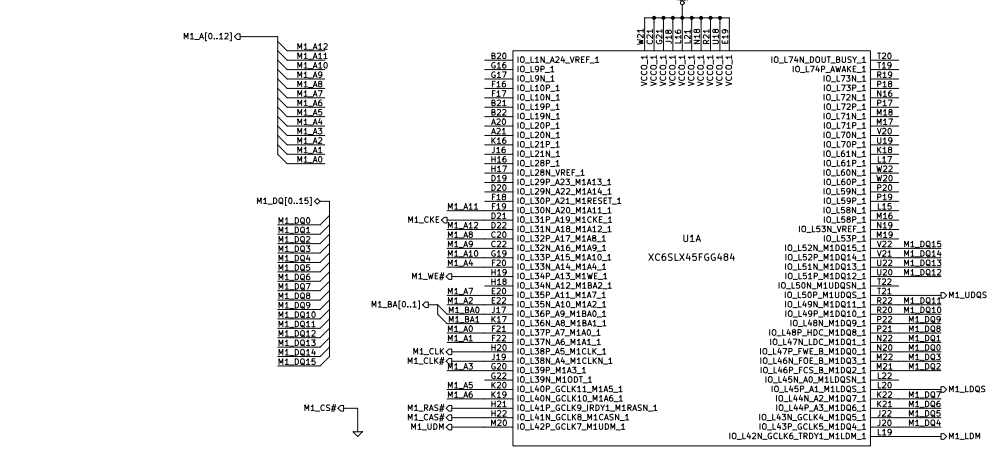 M1_A[0..12]
M1_A12
M1_A11
M1_A10
M1_A9
M1_A8
M1_A7
M1_A6
M1_A5
M1_A4
M1_A3
M1_A2
M1_A1
M1_A0
M1_DQ[0..15]
M1_DQ0
M1_DQ1
M1_DQ2
M1_DQ3
M1_DQ4
M1_DQ5
M1_DQ6
M1_DQ7
M1_DQ8
M1_DQ9
M1_DQ10
M1_DQ11
M1_DQ12
M1_DQ13
M1_DQ14
M1_DQ15
M1_CS#
W21 C21 G21 J18 L16 L21 N18 R21 U18 E19
VCCO_1 VCCO_1 VCCO_1 VCCO_1 VCCO_1 VCCO_1 VCCO_1 VCCO_1 VCCO_1 VCCO_1
U1A
XC6SLX45FGG484
B20 IO_L1N_A24_VREF_1
G16 IO_L9P_1
G17 IO_L9N_1
F16 IO_L10P_1
F17 IO_L10N_1
B21 IO_L19P_1
B22 IO_L19N_1
A20 IO_L20P_1
A21 IO_L20N_1
K16 IO_L21P_1
J16 IO_L21N_1
H16 IO_L28P_1
H17 IO_L28N_VREF_1
D19 IO_L29P_A23_M1A13_1
D20 IO_L29N_A22_M1A14_1
F18 IO_L30P_A21_M1RESET_1
M1_A11 F19 IO_L30N_A20_M1A11_1
M1_CKE D21 IO_L31P_A19_M1CKE_1
M1_A12 D22 IO_L31N_A18_M1A12_1
M1_A8 C20 IO_L32P_A17_M1A8_1
M1_A9 C22 IO_L32N_A16_M1A9_1
M1_A10 G19 IO_L33P_A15_M1A10_1
M1_A4 F20 IO_L33N_A14_M1A4_1
M1_WE# H19 IO_L34P_A13_M1WE_1
H18 IO_L34N_A12_M1BA2_1
M1_A7 E20 IO_L35P_A11_M1A7_1
M1_A2 E22 IO_L35N_A10_M1A2_1
M1_BA[0..1]
M1_BA0 J17 IO_L36P_A9_M1BA0_1
M1_BA1 K17 IO_L36N_A8_M1BA1_1
M1_A0 F21 IO_L37P_A7_M1A0_1
M1_A1 F22 IO_L37N_A6_M1A1_1
M1_CLK H20 IO_L38P_A5_M1CLK_1
M1_CLK# J19 IO_L38N_A4_M1CLKN_1
M1_A3 G20 IO_L39P_M1A3_1
G22 IO_L39N_M1ODT_1
M1_A5 K20 IO_L40P_GCLK11_M1A5_1
M1_A6 K19 IO_L40N_GCLK10_M1A6_1
M1_RAS# H21 IO_L41P_GCLK9_IRDY1_M1RASN_1
M1_CAS# H22 IO_L41N_GCLK8_M1CASN_1
M1_UDM M20 IO_L42P_GCLK7_M1UDM_1
IO_L74N_DOUT_BUSY_1 T20
IO_L74P_AWAKE_1 T19
IO_L73N_1 R19
IO_L73P_1 P18
IO_L72N_1 N16
IO_L72P_1 P17
IO_L71N_1 M18
IO_L71P_1 M17
IO_L70N_1 V20
IO_L70P_1 U19
IO_L61N_1 K18
IO_L61P_1 L17
IO_L60N_1 W22
IO_L60P_1 W20
IO_L59N_1 P20
IO_L59P_1 P19
IO_L58N_1 L15
IO_L58P_1 M16
IO_L53N_VREF_1 N19
IO_L53P_1 M19
IO_L52N_M1DQ15_1 V22 M1_DQ15
IO_L52P_M1DQ14_1 V21 M1_DQ14
IO_L51N_M1DQ13_1 U22 M1_DQ13
IO_L51P_M1DQ12_1 U20 M1_DQ12
IO_L50N_M1UDQSN_1 T22
IO_L50P_M1UDQS_1 T21 M1_UDQS
IO_L49N_M1DQ11_1 R22 M1_DQ11
IO_L49P_M1DQ10_1 R20 M1_DQ10
IO_L48N_M1DQ9_1 P22 M1_DQ9
IO_L48P_HDC_M1DQ8_1 P21 M1_DQ8
IO_L47N_LDC_M1DQ1_1 N22 M1_DQ1
IO_L47P_FWE_B_M1DQ0_1 N20 M1_DQ0
IO_L46N_FOE_B_M1DQ3_1 M22 M1_DQ3
IO_L46P_FCS_B_M1DQ2_1 M21 M1_DQ2
IO_L45N_A0_M1LDQSN_1 L22
IO_L45P_A1_M1LDQS_1 L20 M1_LDQS
IO_L44N_A2_M1DQ7_1 K22 M1_DQ7
IO_L44P_A3_M1DQ6_1 K21 M1_DQ6
IO_L43N_GCLK4_M1DQ5_1 J22 M1_DQ5
IO_L43P_GCLK5_M1DQ4_1 J20 M1_DQ4
IO_L42N_GCLK6_TRDY1_M1LDM_1 L19 M1_LDM